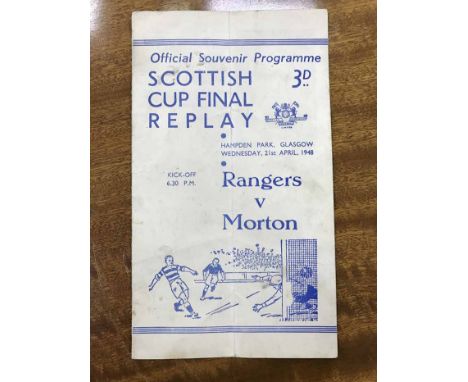 Official Souvenir Programme
SCOTTISH
CUP FINAL
REPLAY
3D
HAMPDEN PARK, GLASGOW
WEDNESDAY, 21st APRIL, 1948
KICK-OFF
6.30 P.M.
Rangers
v
Morton